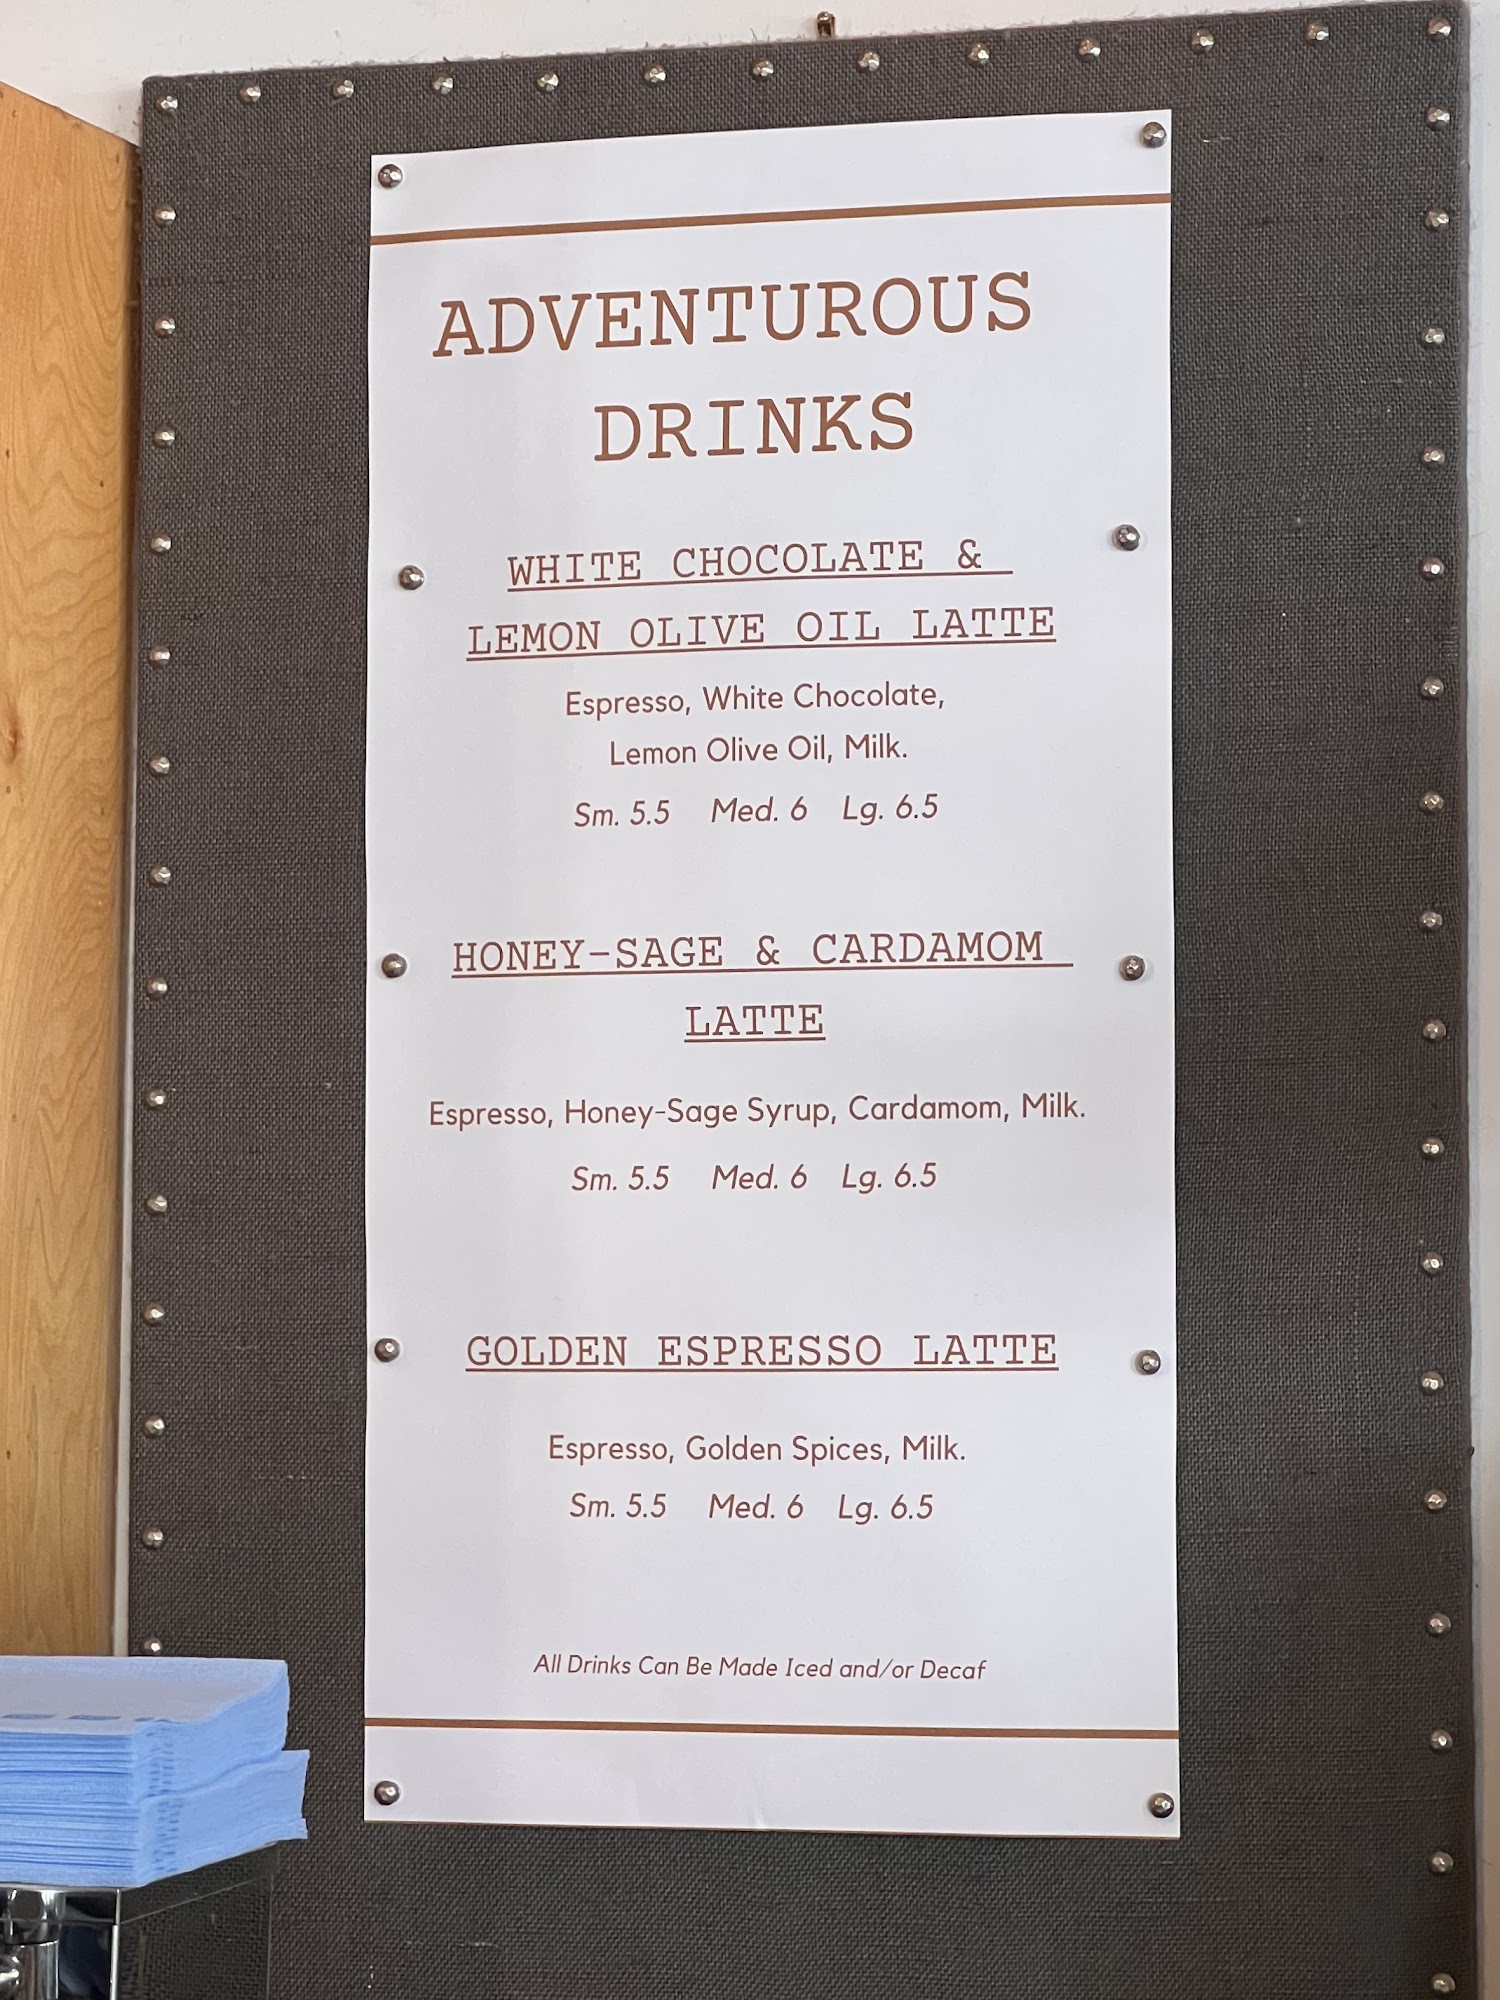 ADVENTUROUS
DRINKS
WHITE CHOCOLATE &
LEMON OLIVE OIL LATTE
Espresso, White Chocolate,
Lemon Olive Oil, Milk.
Sm. 5.5 Med. 6 Lg. 6.5
HONEY-SAGE & CARDAMOM
LATTE
Espresso, Honey-Sage Syrup, Cardamom, Milk.
Sm. 5.5 Med. 6 Lg. 6.5
GOLDEN ESPRESSO LATTE
Espresso, Golden Spices, Milk.
Sm. 5.5 Med. 6 Lg. 6.5
All Drinks Can Be Made Iced and/or Decaf